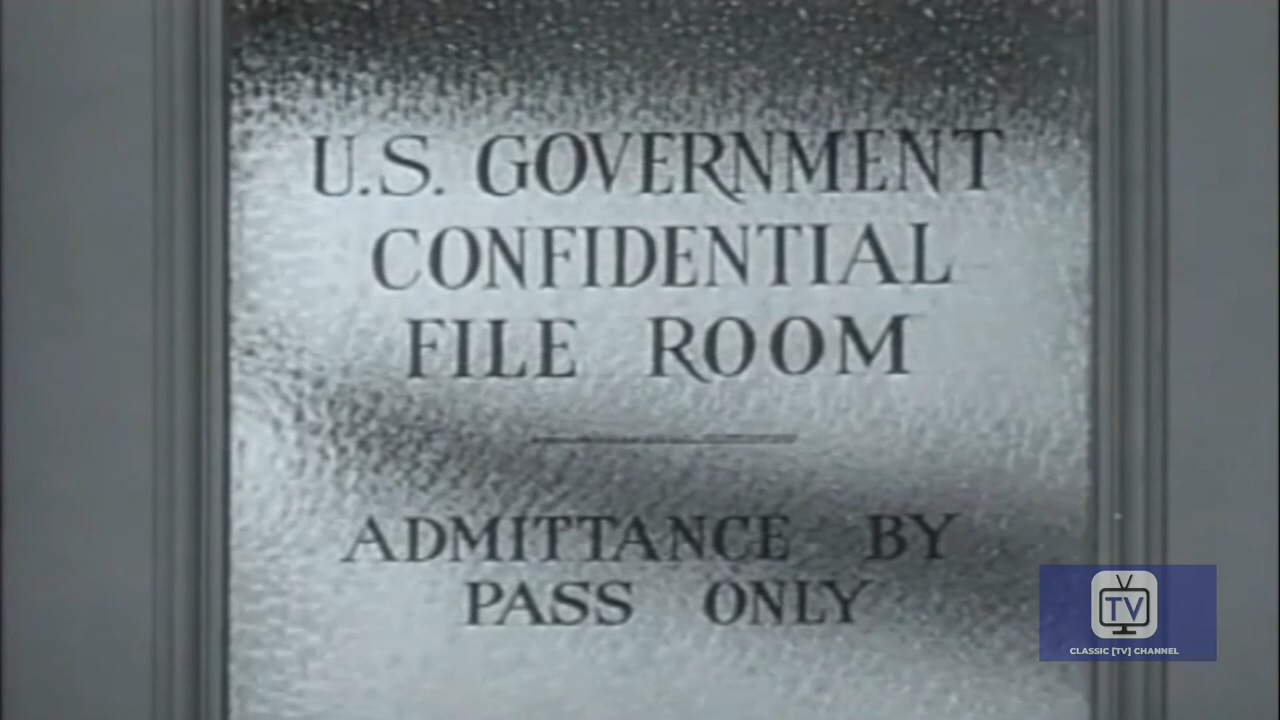 U.S. GOVERNMENT
CONFIDENTIAL
FILE ROOM
ADMITTANCE BY
PASS ONLY
TV
CLASSIC [TV] CHANNEL